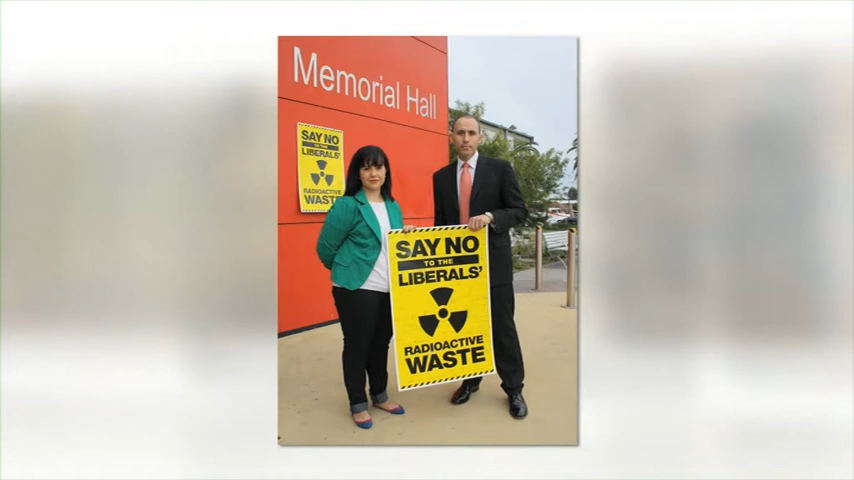 Memorial Hall
SAY NO
TO THE
LIBERALS'
RADIOACTIVE
WASTE
SAY NO
TO THE
LIBERALS'
RADIOACTIVE
WASTE